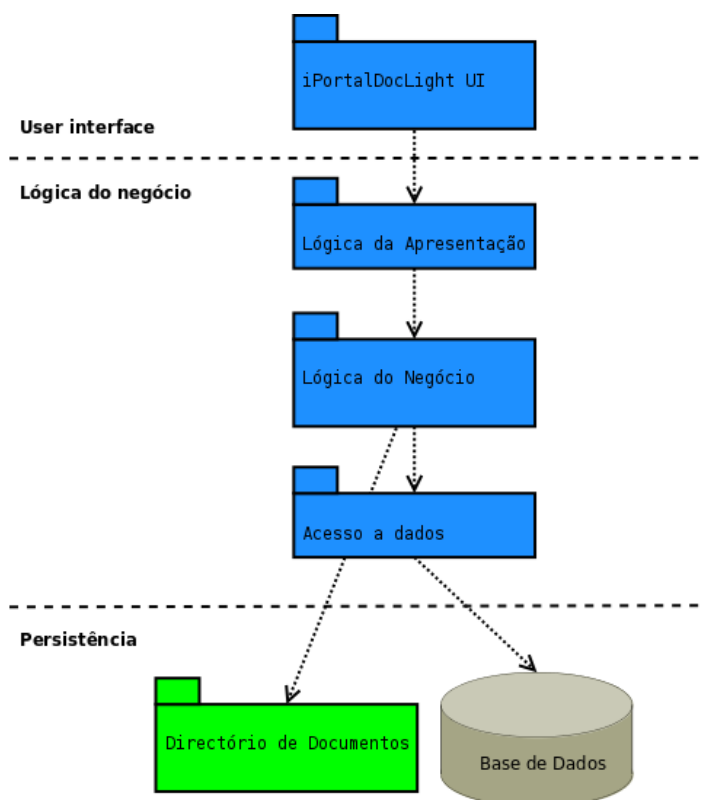 iPortalDocLight UI
User interface
Lógica do negócio
Lógica da Apresentação
Lógica do Negócio
Acesso a dados
Persistência
Directório de Documentos
Base de Dados